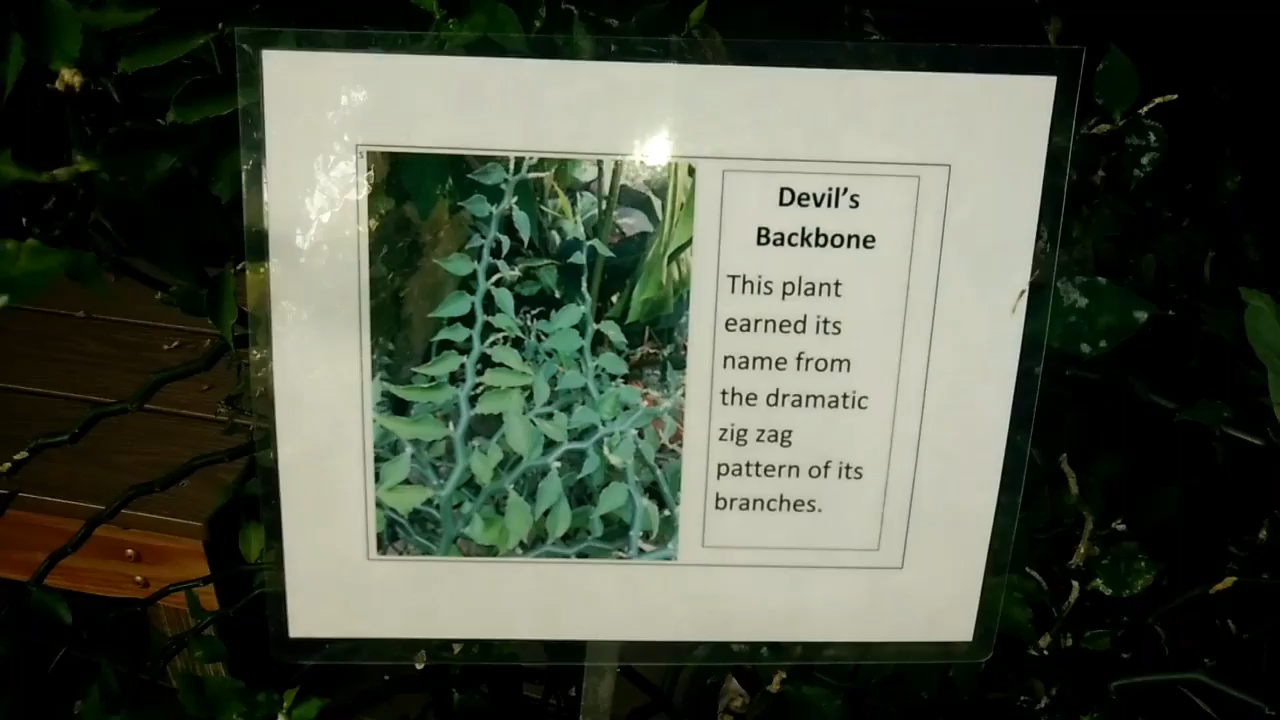 Devil's
Backbone
This plant
earned its
name from
the dramatic
zig zag
pattern of its
branches.